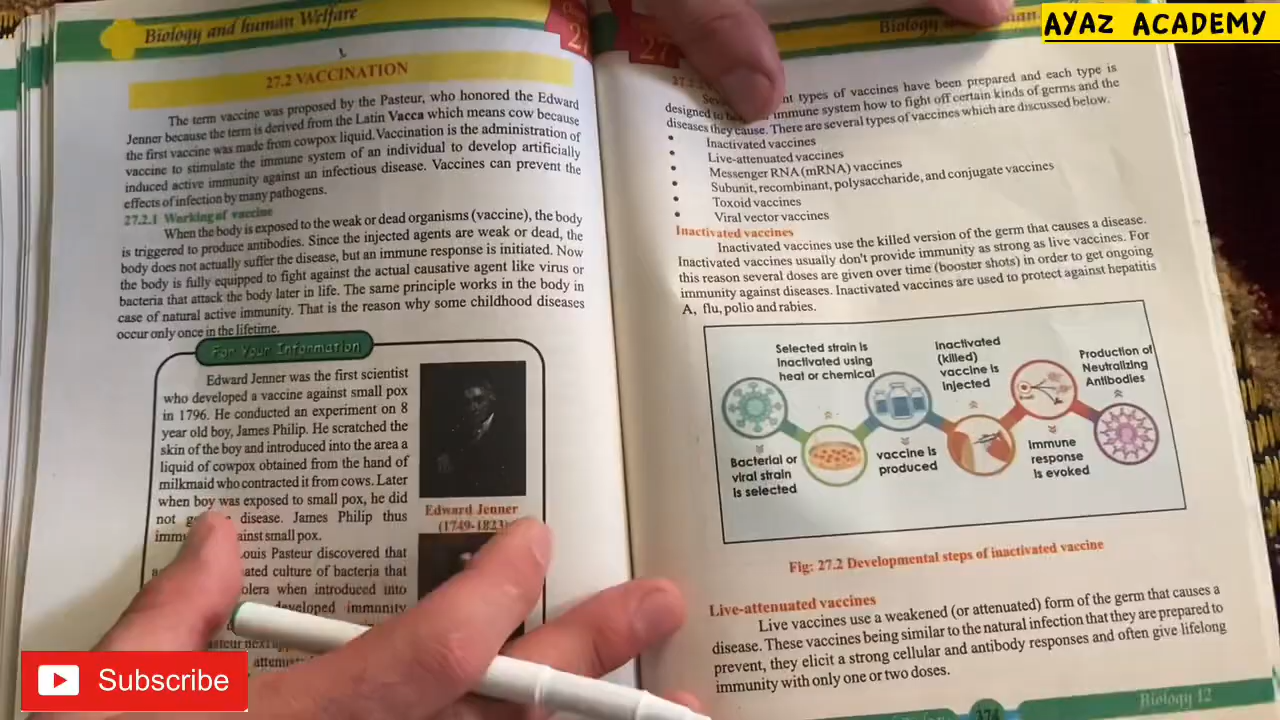 Biology and human Welfare
27.2 VACCINATION
The term vaccine was proposed by the Pasteur, who honored the Edward
Jenner because the term is derived from the Latin Vacca which means cow because
the first vaccine was made from cowpox liquid. Vaccination is the administration of
vaccine to stimulate the immune system of an individual to develop artificially
induced active immunity against an infectious disease. Vaccines can prevent the
effects of infection by many pathogens.
27.2.1 Working of vaccine
When the body is exposed to the weak or dead organisms (vaccine), the body
is triggered to produce antibodies. Since the injected agents are weak or dead, the
body does not actually suffer the disease, but an immune response is initiated. Now
the body is fully equipped to fight against the actual causative agent like virus or
bacteria that attack the body later in life. The same principle works in the body in
case of natural active immunity. That is the reason why some childhood diseases
occur only once in the lifetime.
For Your Information
Edward Jenner was the first scientist
who developed a vaccine against small pox
in 1796. He conducted an experiment on 8
year old boy, James Philip. He scratched the
skin of the boy and introduced into the area a
liquid of cowpox obtained from the hand of
milkmaid who contracted it from cows. Later
when boy was exposed to small pox, he did
not disease. James Philip thus
small pox.
Edward Jenner
(1749-1823)
Louis Pasteur discovered that
culture of bacteria that
when introduced into
developed immunity
Biology
27
AYAZ ACADEMY
types of vaccines have been prepared and each type is
designed to immune system how to fight off certain kinds of germs and the
diseases they cause. There are several types of vaccines which are discussed below.
• Inactivated vaccines
• Live-attenuated vaccines
• Messenger RNA (mRNA) vaccines
• Subunit, recombinant, polysaccharide, and conjugate vaccines
• Toxoid vaccines
• Viral vector vaccines
Inactivated vaccines
Inactivated vaccines use the killed version of the germ that causes a disease.
Inactivated vaccines usually don't provide immunity as strong as live vaccines. For
this reason several doses are given over time (booster shots) in order to get ongoing
immunity against diseases. Inactivated vaccines are used to protect against hepatitis
A, flu, polio and rabies.
Bacterial or
viral strain
is selected
Selected strain is
inactivated using
heat or chemical
vaccine is
produced
Inactivated
(killed)
vaccine is
injected
Immune
response
is evoked
Production of
Neutralizing
Antibodies
Fig: 27.2 Developmental steps of inactivated vaccine
Live-attenuated vaccines
Live vaccines use a weakened (or attenuated) form of the germ that causes a
disease. These vaccines being similar to the natural infection that they are prepared to
prevent, they elicit a strong cellular and antibody responses and often give lifelong
immunity with only one or two doses.
374
Biology 12
Subscribe